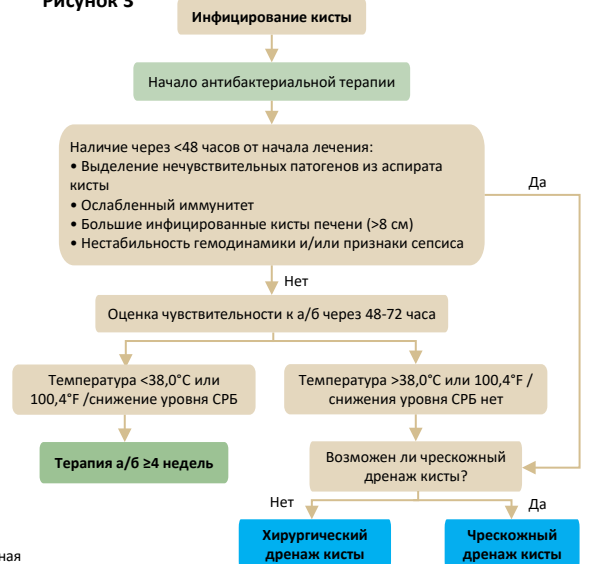 Рисунок 3
Инфицирование кисты
Начало антибактериальной терапии
Наличие через <48 часов от начала лечения:
• Выделение нечувствительных патогенов из аспирата
кисты
• Ослабленный иммунитет
• Большие инфицированные кисты печени (>8 см)
• Нестабильность гемодинамики и/или признаки сепсиса
Да
Нет
Оценка чувствительности к а/б через 48-72 часа
Температура <38,0°C или
100,4°F /снижение уровня СРБ
Температура >38,0°C или 100,4°F /
снижения уровня СРБ нет
Терапия а/б ≥4 недель
Возможен ли чрескожный
дренаж кисты?
Нет
Да
Хирургический
дренаж кисты
Чрескожный
дренаж кисты
ная